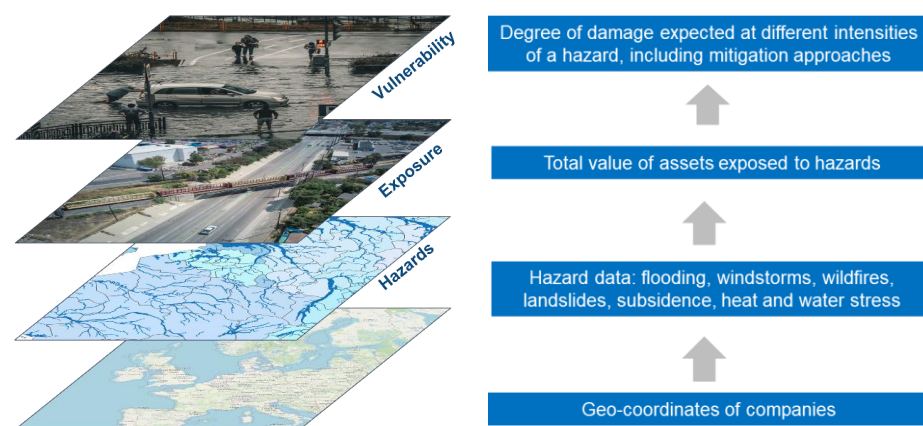 Vulnerability
Degree of damage expected at different intensities
of a hazard, including mitigation approaches
Exposure
Total value of assets exposed to hazards
Hazards
Hazard data: flooding, windstorms, wildfires,
landslides, subsidence, heat and water stress
Geo-coordinates of companies